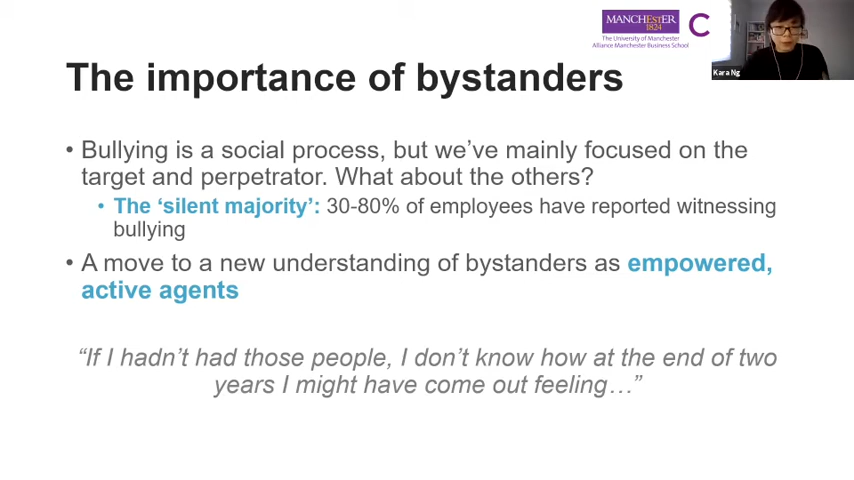 MANCHESTER
1824
The University of Manchester
Alliance Manchester Business School
Kara Ng
The importance of bystanders
• Bullying is a social process, but we've mainly focused on the
target and perpetrator. What about the others?
• The 'silent majority': 30-80% of employees have reported witnessing
bullying
• A move to a new understanding of bystanders as empowered,
active agents
“If I hadn't had those people, I don't know how at the end of two
years I might have come out feeling…”